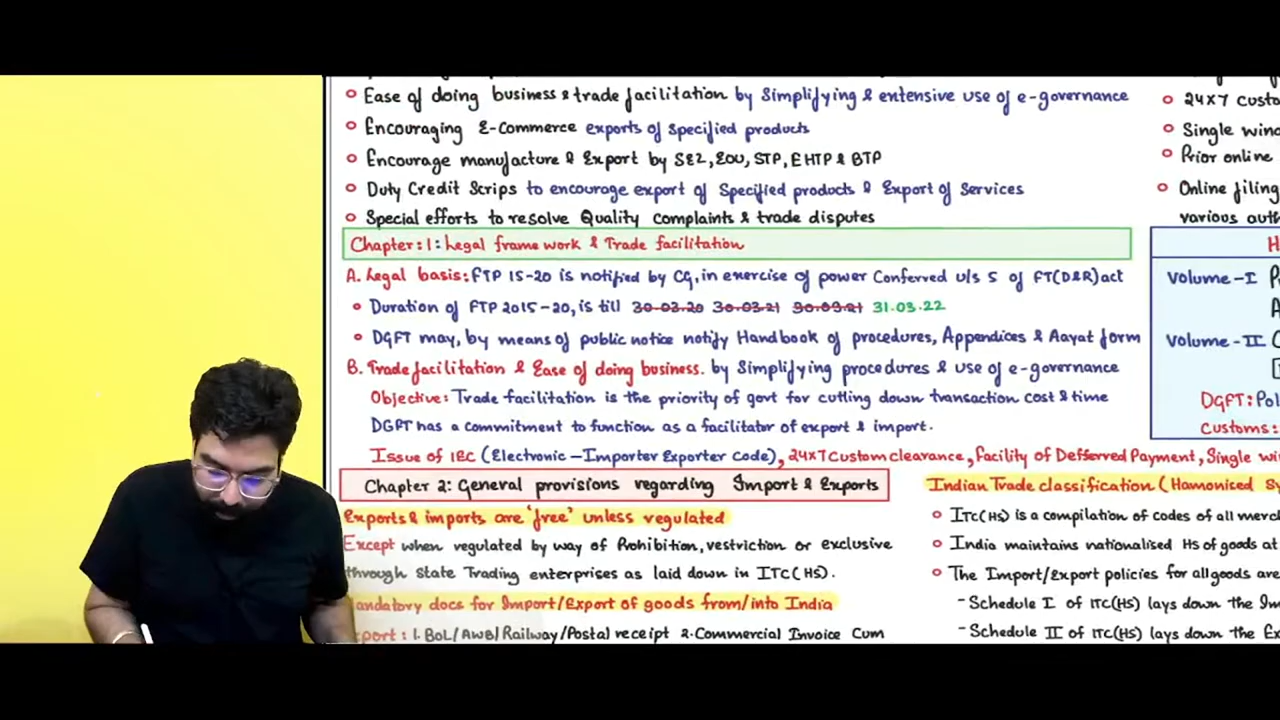 Ease of doing business & trade facilitation by Simplifying & entensive use of e-governance
Encouraging E-Commerce exports of specified products
Encourage manufacture & Export by SEZ, EOU, STP, EHTP & BTP
Duty Credit Scrips to encourage export of Specified products & Export of Services
Special efforts to resolve Quality complaints & trade disputes
Chapter:1: Legal frame work & Trade facilitation
A. Legal basis: FTP 15-20 is notified by CG, in exercise of power Conferred u/s 5 of FT(D&R)act
Duration of FTP 2015-20, is till 30-03-20 30-03-21 30-09-21 31.03.22
DGFT may, by means of public notice notify Handbook of procedures, Appendices & Aayat form
B. Trade facilitation & Ease of doing business. by Simplifying procedures & use of e-governance
Objective: Trade facilitation is the priority of govt for cutting down transaction cost & time
DGFT has a commitment to function as a facilitator of export & import.
Issue of IEC (Electronic-Importer Exporter Code), 24x7 Custom clearance, facility of Defferred Payment, Single wi
Chapter 2: General provisions regarding Import & Exports
Exports & imports are 'free' unless regulated
Except when regulated by way of Prohibition, restriction or exclusive
through State Trading enterprises as laid down in ITC(HS).
andatory docs for Import/Export of goods from/into India
port: 1. BoL/AWB/Railway/Postal receipt 2. Commercial Invoice Cum
24x7 Custo
Single wind
Prior online
Online filing
various auth
H
Volume-I P
A
Volume-II C
DGFT: Pol
Customs:
Indian Trade classification (Hamonised Sy
ITC(HS) is a compilation of codes of all merc
India maintains nationalised HS of goods at
The Import/Export policies for all goods are
- Schedule I of ITC(HS) lays down the Im
- Schedule II of ITC(HS) lays down the Ex